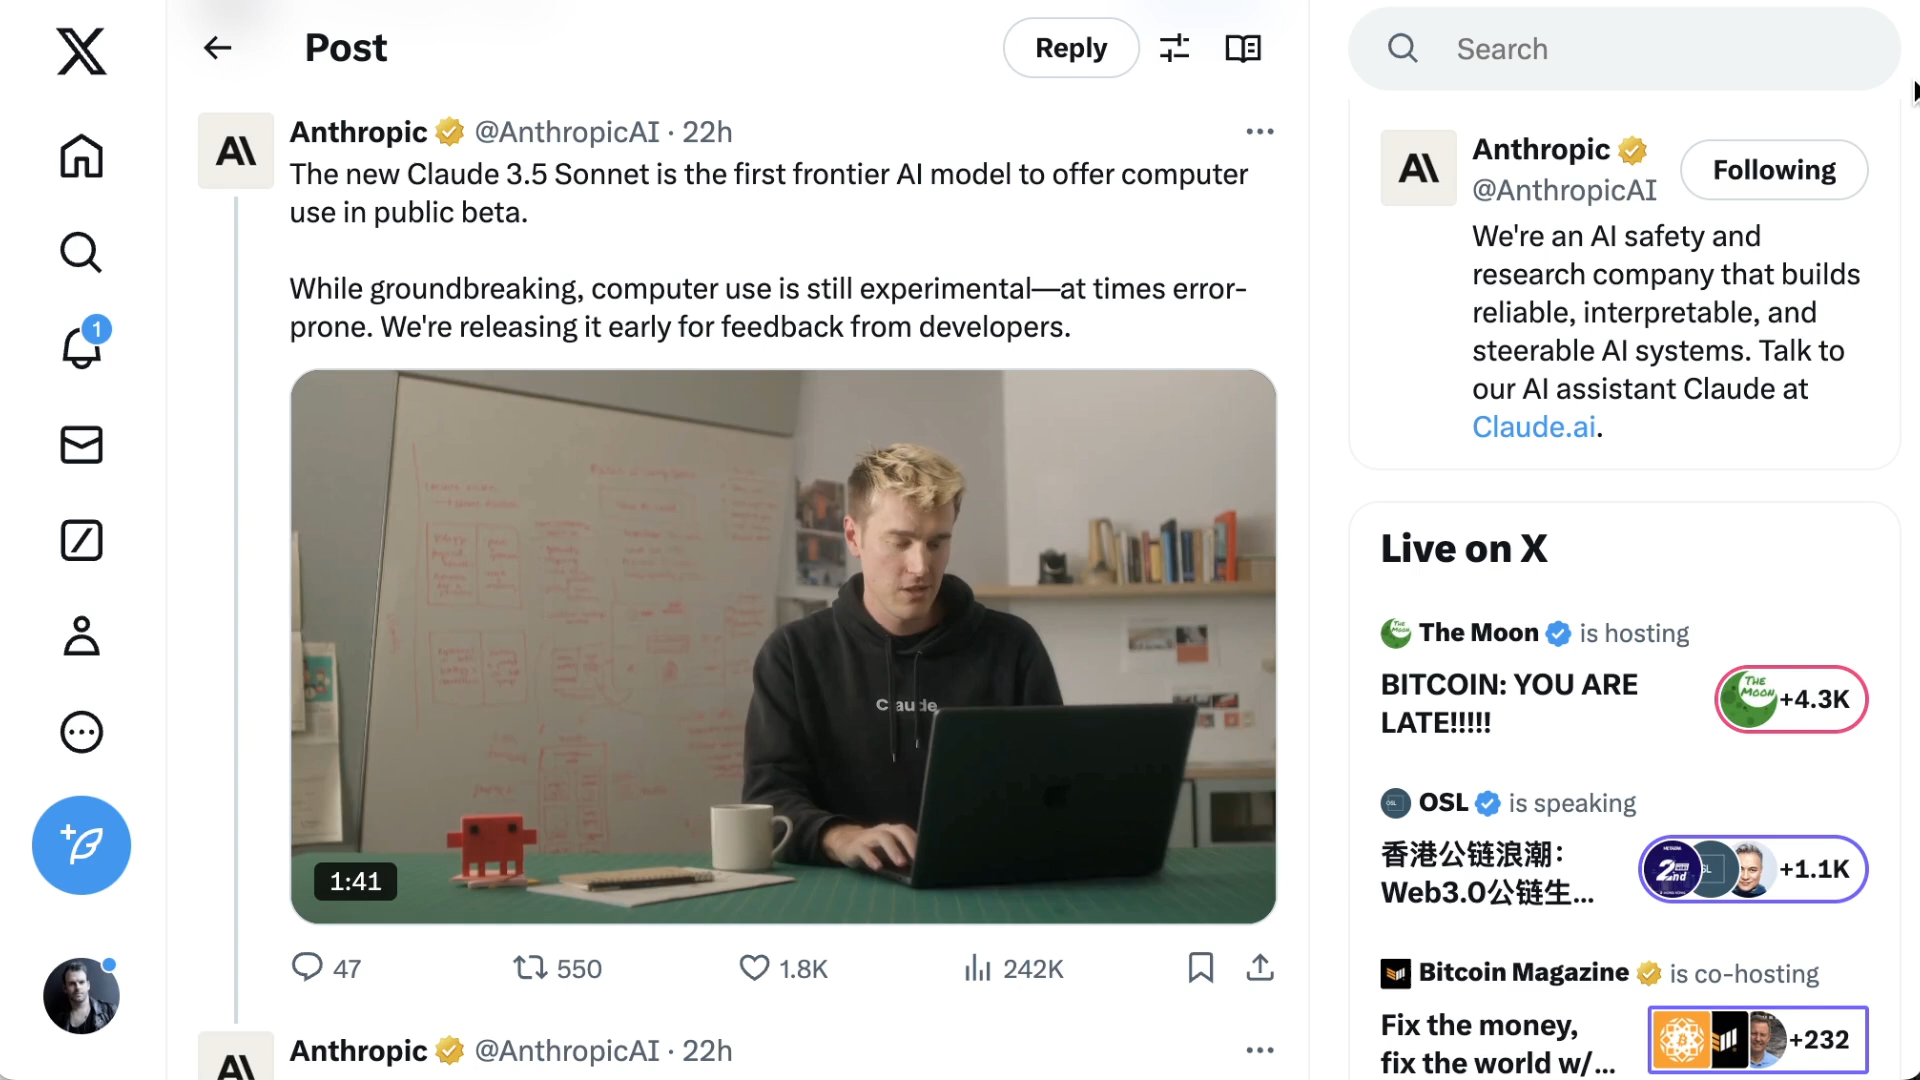 Post
Reply
Search
Anthropic @AnthropicAI · 22h
The new Claude 3.5 Sonnet is the first frontier AI model to offer computer
use in public beta.
While groundbreaking, computer use is still experimental—at times error-
prone. We're releasing it early for feedback from developers.
Claude
1:41
47
550
1.8K
242K
Anthropic @AnthropicAI · 22h
1
Anthropic
@AnthropicAI
Following
We're an AI safety and
research company that builds
reliable, interpretable, and
steerable AI systems. Talk to
our AI assistant Claude at
Claude.ai.
Live on X
The Moon is hosting
BITCOIN: YOU ARE
LATE!!!!!
THE
MOON
+4.3K
OSL is speaking
香港公链浪潮：
Web3.0公链生...
2nd
+1.1K
Bitcoin Magazine is co-hosting
Fix the money,
fix the world w/...
+232